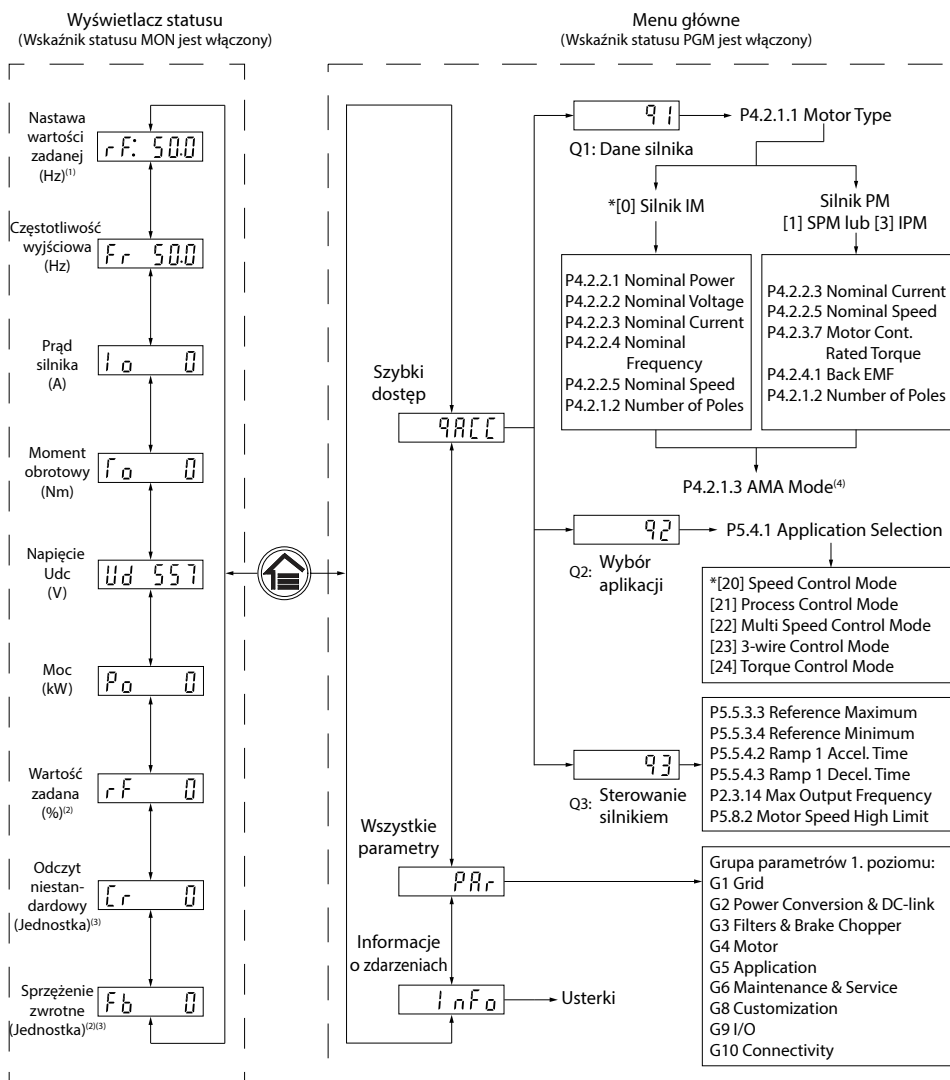 Wyświetlacz statusu
(Wskaźnik statusu MON jest włączony)
Nastawa
wartości
zadanej
(Hz)(1)
rF: 50.0
Częstotliwość
wyjściowa
(Hz)
Fr 50.0
Prąd
silnika
(A)
Io 0
Moment
obrotowy
(Nm)
To 0
Napięcie
Udc
(V)
Ud 557
Moc
(kW)
Po 0
Wartość
zadana
(%)(2)
rF 0
Odczyt
niestan-
dardowy
(Jednostka)(3)
Cr 0
Sprzężenie
zwrotne
(Jednostka)(2)(3)
Fb 0
Menu główne
(Wskaźnik statusu PGM jest włączony)
Szybki
dostęp
qACC
Wszystkie
parametry
PAr
Informacje
o zdarzeniach
InFo
Usterki
q1
Q1: Dane silnika
P4.2.1.1 Motor Type
*[0] Silnik IM
Silnik PM
[1] SPM lub [3] IPM
P4.2.2.1 Nominal Power
P4.2.2.2 Nominal Voltage
P4.2.2.3 Nominal Current
P4.2.2.4 Nominal
Frequency
P4.2.2.5 Nominal Speed
P4.2.1.2 Number of Poles
P4.2.2.3 Nominal Current
P4.2.2.5 Nominal Speed
P4.2.3.7 Motor Cont.
Rated Torque
P4.2.4.1 Back EMF
P4.2.1.2 Number of Poles
P4.2.1.3 AMA Mode(4)
q2
Q2: Wybór
aplikacji
P5.4.1 Application Selection
*[20] Speed Control Mode
[21] Process Control Mode
[22] Multi Speed Control Mode
[23] 3-wire Control Mode
[24] Torque Control Mode
q3
Q3: Sterowanie
silnikiem
P5.5.3.3 Reference Maximum
P5.5.3.4 Reference Minimum
P5.5.4.2 Ramp 1 Accel. Time
P5.5.4.3 Ramp 1 Decel. Time
P2.3.14 Max Output Frequency
P5.8.2 Motor Speed High Limit
Grupa parametrów 1. poziomu:
G1 Grid
G2 Power Conversion & DC-link
G3 Filters & Brake Chopper
G4 Motor
G5 Application
G6 Maintenance & Service
G8 Customization
G9 I/O
G10 Connectivity